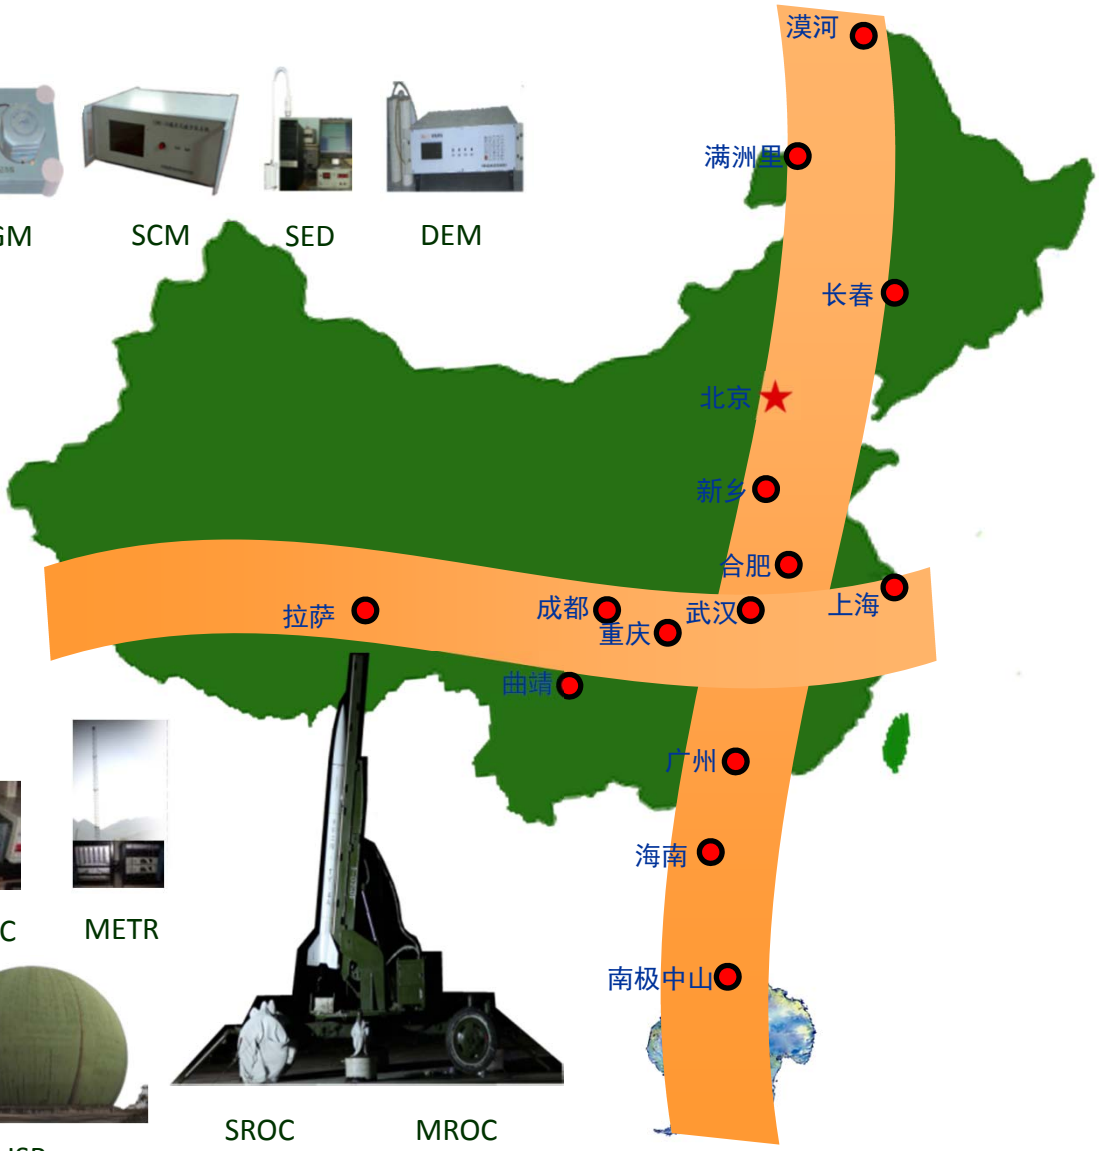 漠河
满洲里
SCM
SED
DEM
长春
北京
新乡
合肥
上海
拉萨
成都
武汉
重庆
曲靖
广州
海南
METR
南极中山
SROC
MROC